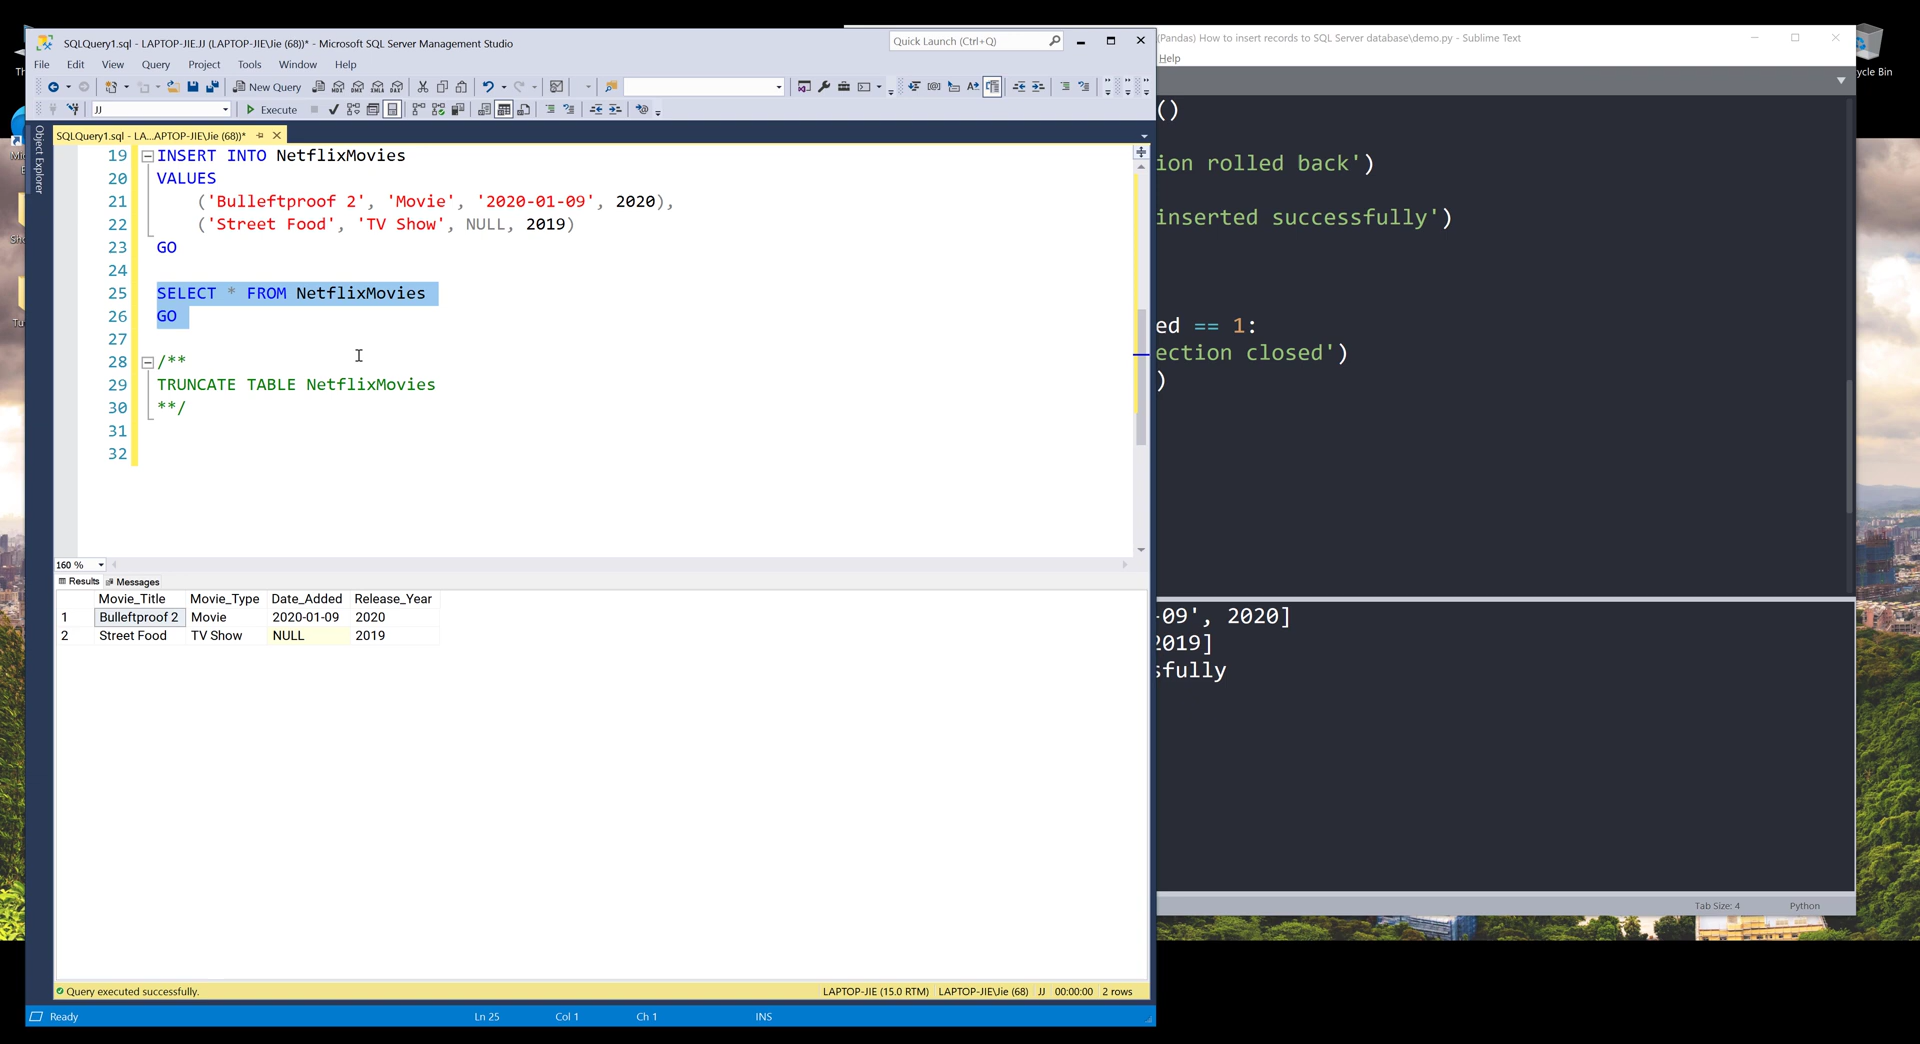 SQLQuery1.sql - LAPTOP-JIE.JJ (LAPTOP-JIE\Jie (68))* - Microsoft SQL Server Management Studio
Quick Launch (Ctrl+Q)
File Edit View Query Project Tools Window Help
New Query
JJ
Execute
SQLQuery1.sql - LA...APTOP-JIE\Jie (68))*
Object Explorer
19 INSERT INTO NetflixMovies
20 VALUES
21 ('Bulleftproof 2', 'Movie', '2020-01-09', 2020),
22 ('Street Food', 'TV Show', NULL, 2019)
23 GO
24
25 SELECT * FROM NetflixMovies
26 GO
27
28 /**
29 TRUNCATE TABLE NetflixMovies
30 **/
31
32
160 %
Results Messages
Movie_Title Movie_Type Date_Added Release_Year
1 Bulleftproof 2 Movie 2020-01-09 2020
2 Street Food TV Show NULL 2019
Query executed successfully.
LAPTOP-JIE (15.0 RTM) LAPTOP-JIE\Jie (68) JJ 00:00:00 2 rows
Ready Ln 25 Col 1 Ch 1 INS
(Pandas) How to insert records to SQL Server database\demo.py - Sublime Text
Help
()
ion rolled back')
inserted successfully')
ed == 1:
ection closed')
)
-09', 2020]
2019]
sfully
Tab Size: 4 Python
ycle Bin